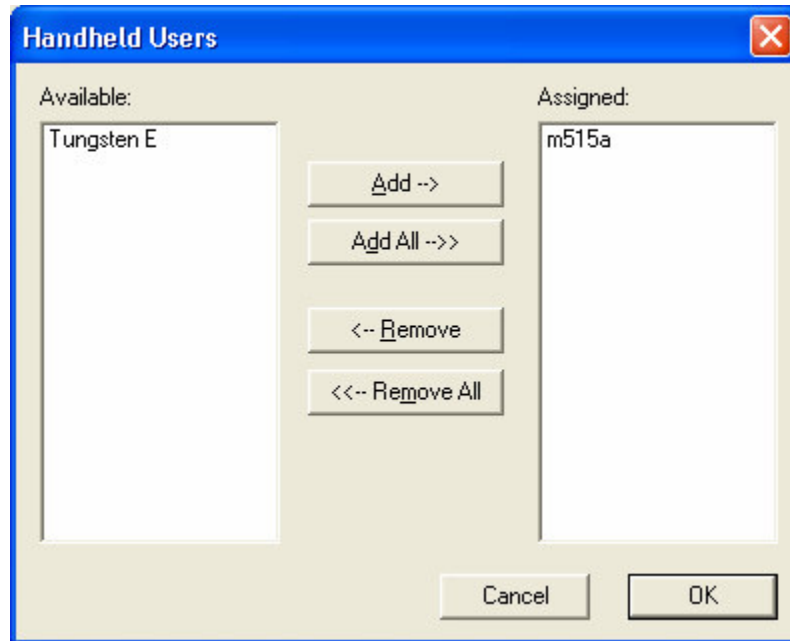 Handheld Users
Available:
Assigned:
Tungsten E
m515a
Add -->
Add All -->>
<-- Remove
<<-- Remove All
Cancel
OK